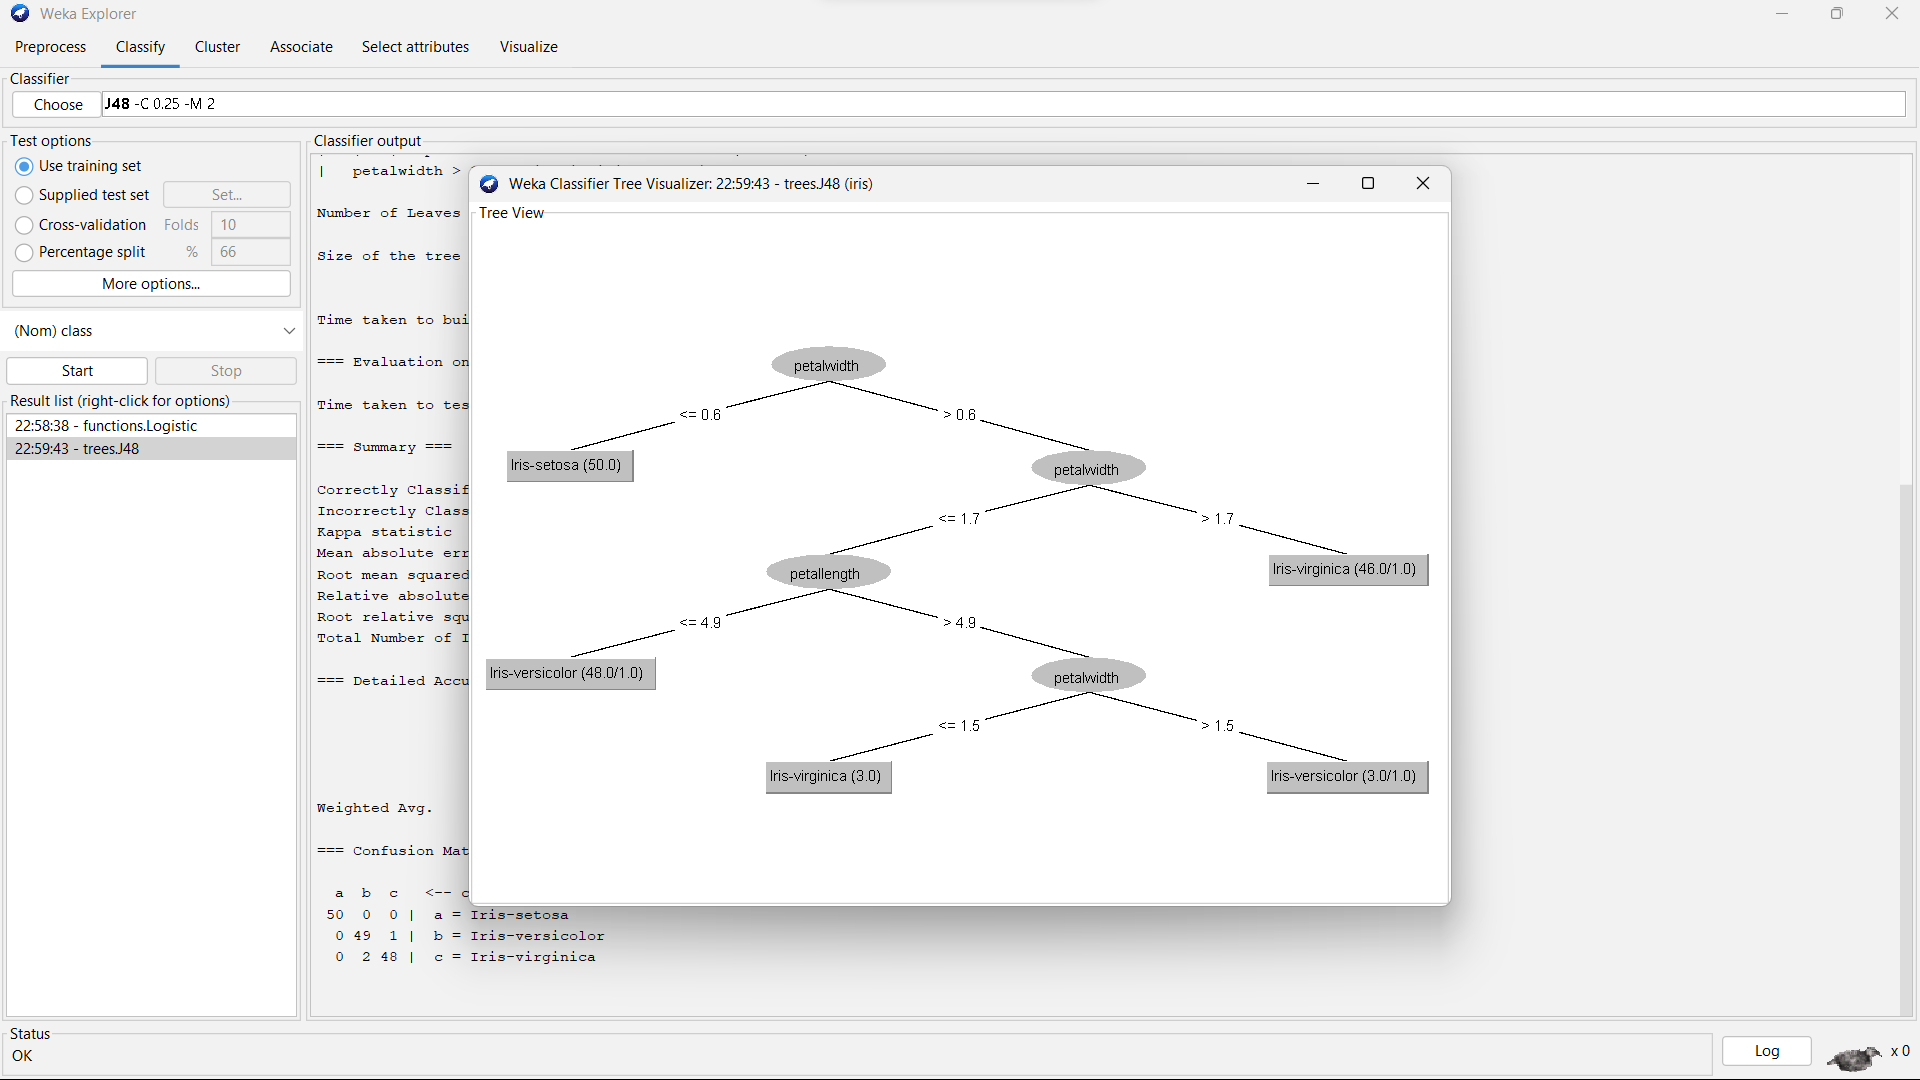 Weka Explorer
Preprocess Classify Cluster Associate Select attributes Visualize
Classifier
Choose J48 -C 0.25 -M 2
Test options
Use training set
Supplied test set Set...
Cross-validation Folds 10
Percentage split % 66
More options...
(Nom) class
Start Stop
Result list (right-click for options)
22:58:38 - functions.Logistic
22:59:43 - trees.J48
Classifier output
| petalwidth >
Number of Leaves
Size of the tree
Time taken to bui
=== Evaluation on
Time taken to tes
=== Summary ===
Correctly Classif
Incorrectly Class
Kappa statistic
Mean absolute err
Root mean squared
Relative absolute
Root relative squ
Total Number of I
=== Detailed Accu
Weighted Avg.
=== Confusion Mat
a b c <-- c
50 0 0 | a = Iris-setosa
0 49 1 | b = Iris-versicolor
0 2 48 | c = Iris-virginica
Weka Classifier Tree Visualizer: 22:59:43 - trees.J48 (iris)
Tree View
petalwidth
<= 0.6 > 0.6
Iris-setosa (50.0) petalwidth
<= 1.7 > 1.7
petallength Iris-virginica (46.0/1.0)
<= 4.9 > 4.9
Iris-versicolor (48.0/1.0) petalwidth
<= 1.5 > 1.5
Iris-virginica (3.0) Iris-versicolor (3.0/1.0)
Status
OK
Log x 0